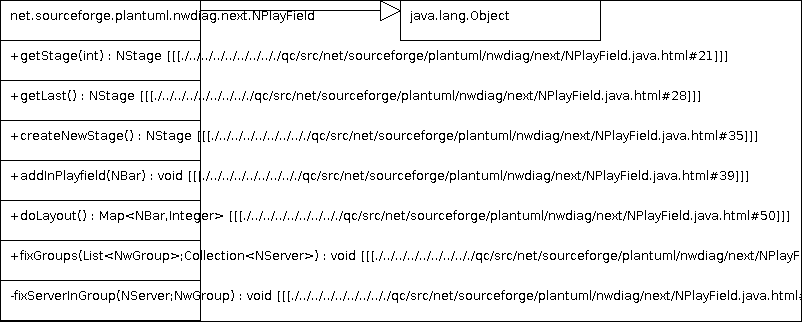 net.sourceforge.plantuml.nwdiag.next.NPlayField
java.lang.Object
+getStage(int) : NStage [[[./../../../../../../../../qc/src/net/sourceforge/plantuml/nwdiag/next/NPlayField.java.html#21]]]
+getLast() : NStage [[[./../../../../../../../../qc/src/net/sourceforge/plantuml/nwdiag/next/NPlayField.java.html#28]]]
+createNewStage() : NStage [[[./../../../../../../../../qc/src/net/sourceforge/plantuml/nwdiag/next/NPlayField.java.html#35]]]
+addInPlayfield(NBar) : void [[[./../../../../../../../../qc/src/net/sourceforge/plantuml/nwdiag/next/NPlayField.java.html#39]]]
+doLayout() : Map<NBar,Integer> [[[./../../../../../../../../qc/src/net/sourceforge/plantuml/nwdiag/next/NPlayField.java.html#50]]]
+fixGroups(List<NwGroup>;Collection<NServer>) : void [[[./../../../../../../../../qc/src/net/sourceforge/plantuml/nwdiag/next/NPlayF
-fixServerInGroup(NServer;NwGroup) : void [[[./../../../../../../../../qc/src/net/sourceforge/plantuml/nwdiag/next/NPlayField.java.html#